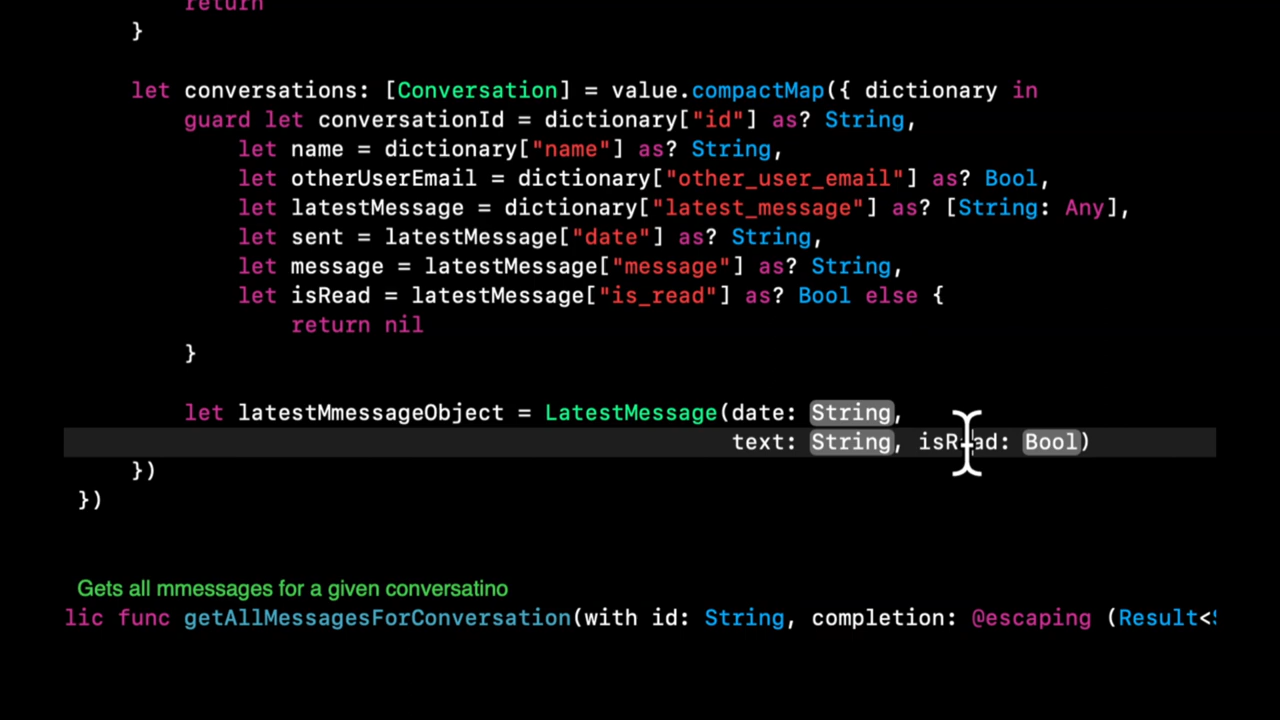 return
}
let conversations: [Conversation] = value.compactMap({ dictionary in
guard let conversationId = dictionary["id"] as? String,
let name = dictionary["name"] as? String,
let otherUserEmail = dictionary["other_user_email"] as? Bool,
let latestMessage = dictionary["latest_message"] as? [String: Any],
let sent = latestMessage["date"] as? String,
let message = latestMessage["message"] as? String,
let isRead = latestMessage["is_read"] as? Bool else {
return nil
}
let latestMmessageObject = LatestMessage(date: String,
text: String, isRead: Bool)
})
})
Gets all mmessages for a given conversatino
lic func getAllMessagesForConversation(with id: String, completion: @escaping (Result<